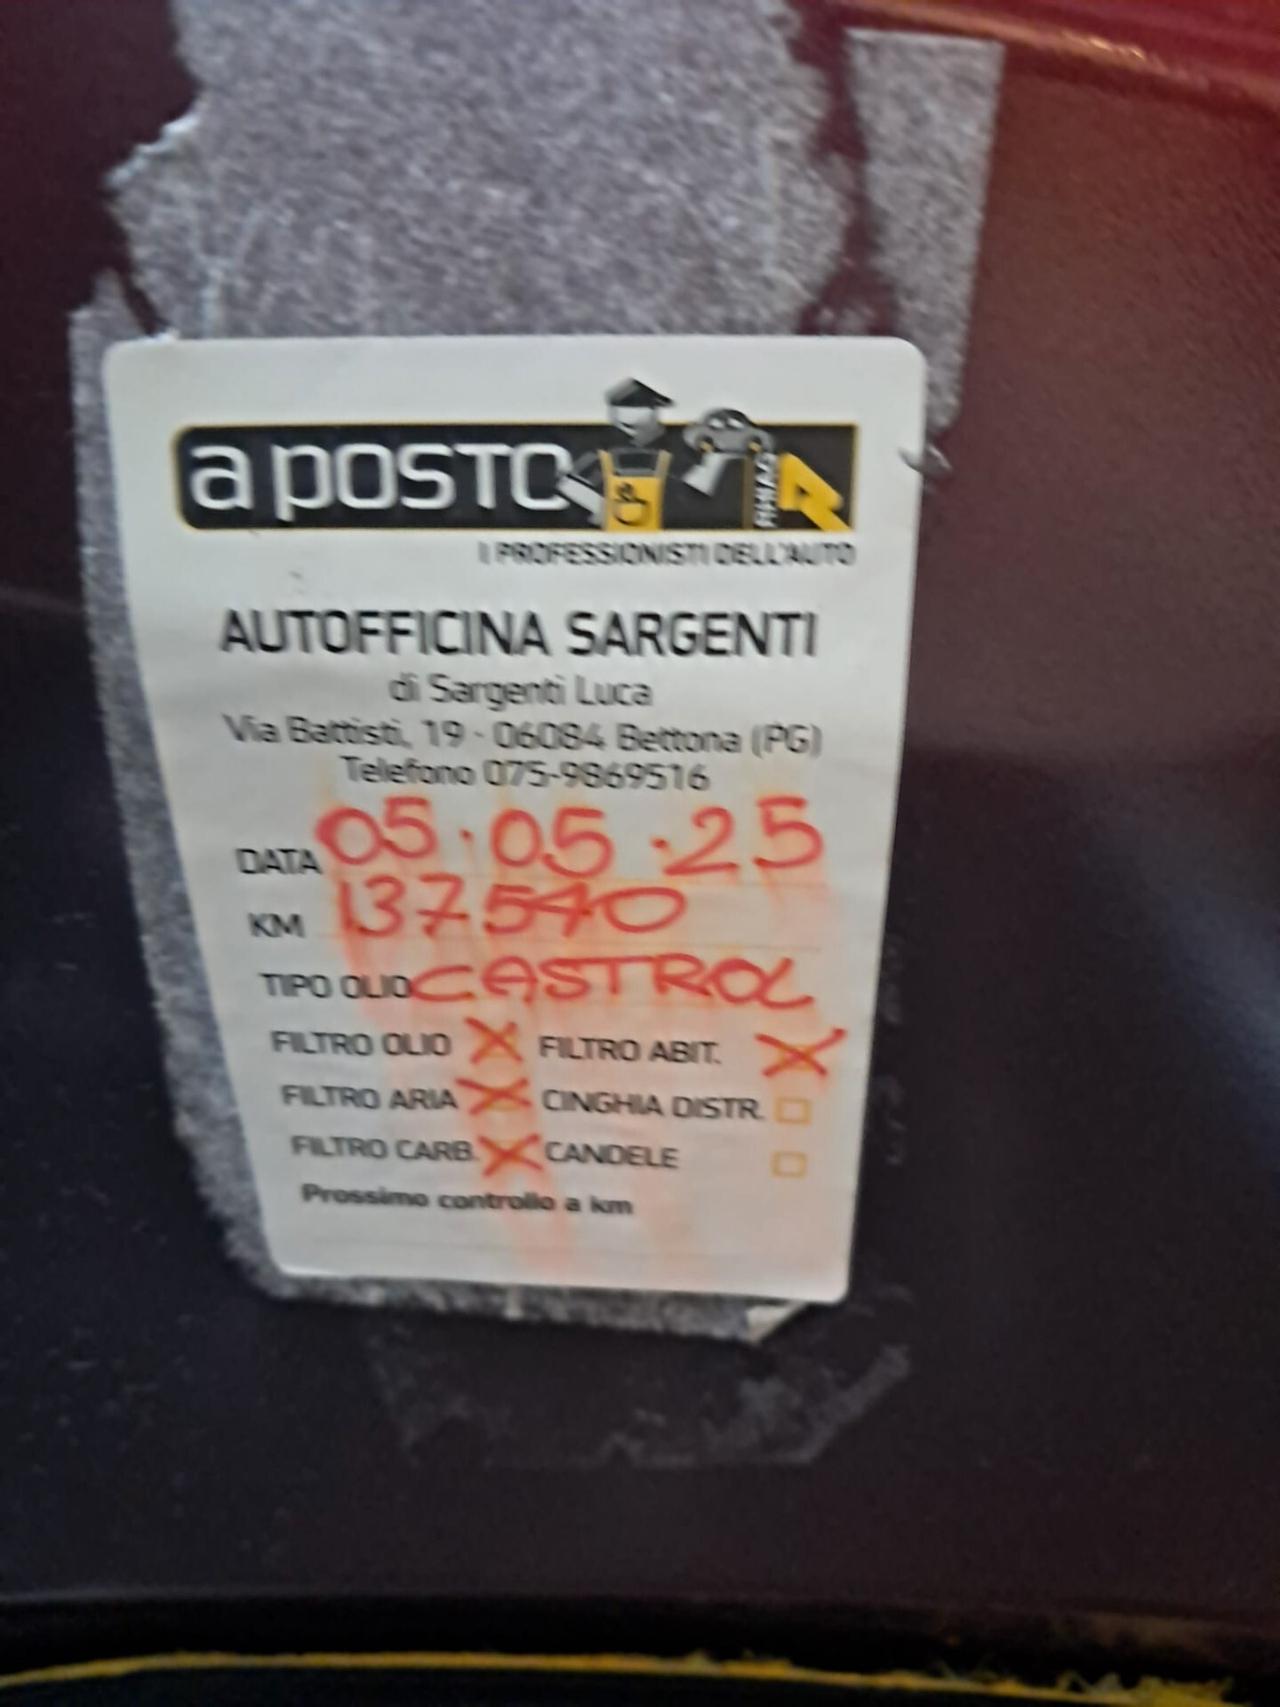 a posto
RHIAG
I PROFESSIONISTI DELL'AUTO
AUTOFFICINA SARGENTI
di Sargenti Luca
Via Battisti, 19 - 06084 Bettona (PG)
Telefono 075-9869516
DATA 05.05.25
KM 137540
TIPO OLIO CASTROL
FILTRO OLIO X FILTRO ABIT. X
FILTRO ARIA X CINGHIA DISTR.
FILTRO CARB. X CANDELE
Prossimo controllo a km